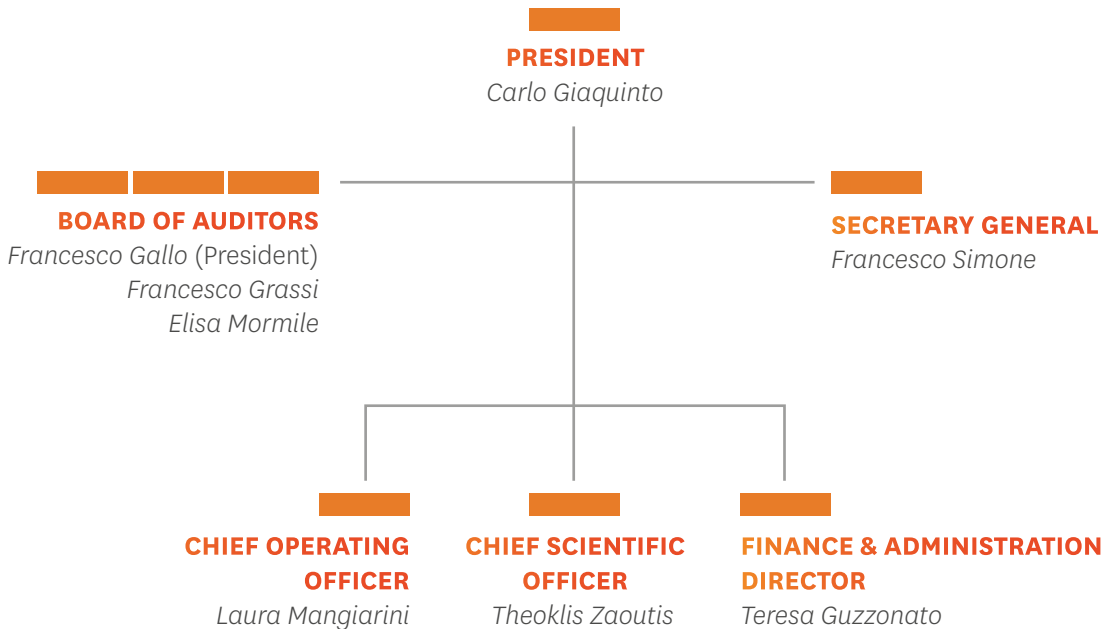 PRESIDENT
Carlo Giaquinto
BOARD OF AUDITORS
Francesco Gallo (President)
Francesco Grassi
Elisa Mormile
SECRETARY GENERAL
Francesco Simone
CHIEF OPERATING
OFFICER
Laura Mangiarini
CHIEF SCIENTIFIC
OFFICER
Theoklis Zaoutis
FINANCE & ADMINISTRATION
DIRECTOR
Teresa Guzzonato